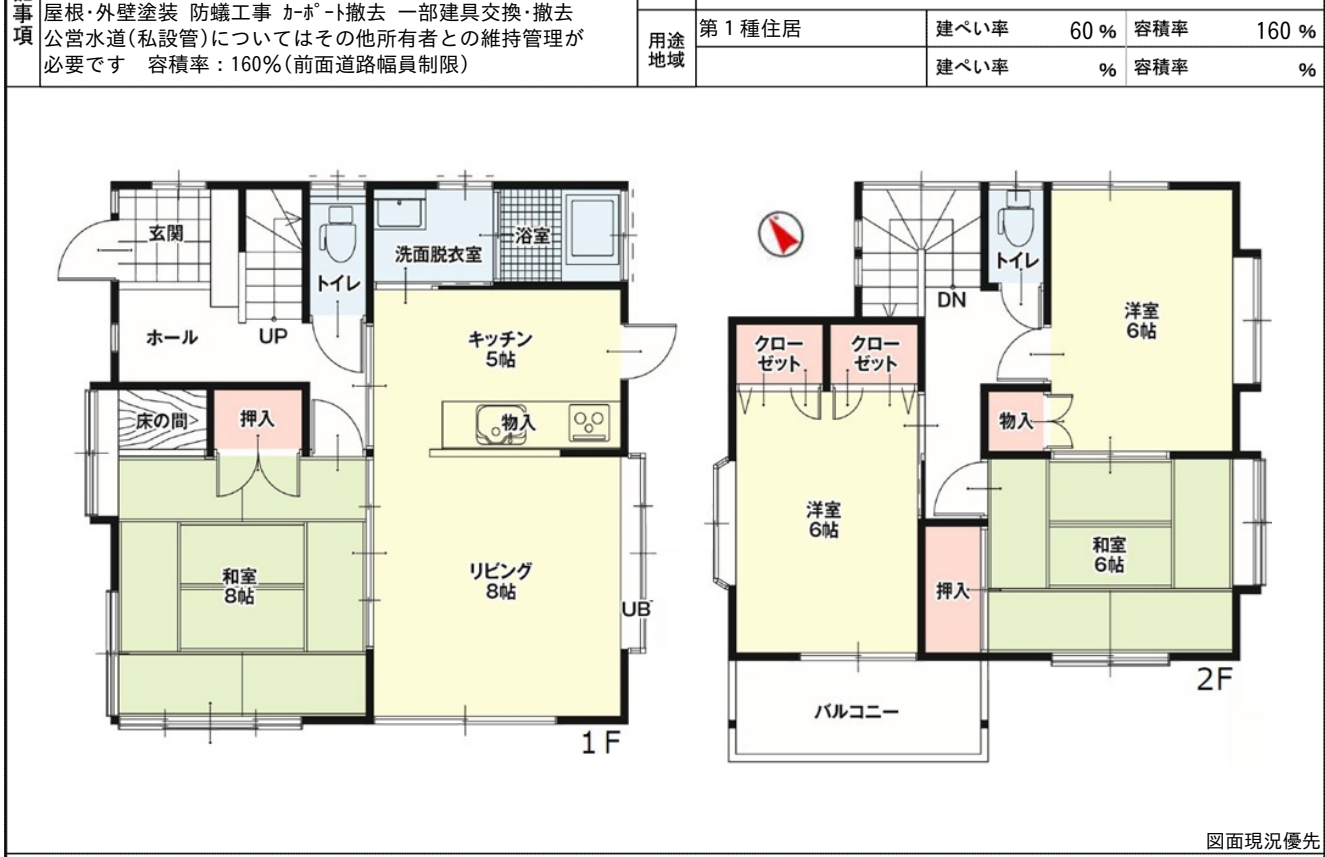 事
項
屋根･外壁塗装 防蟻工事 ｶｰﾎﾟｰﾄ撤去 一部建具交換･撤去
公営水道(私設管)についてはその他所有者との維持管理が
必要です 容積率：160%(前面道路幅員制限)
用途
地域
第１種住居 建ぺい率 60 % 容積率 160 %
建ぺい率 % 容積率 %
玄関
トイレ
洗面脱衣室
浴室
ホール
UP
キッチン
5帖
床の間
押入
物入
和室
8帖
リビング
8帖
UB
1F
トイレ
DN
洋室
6帖
クロー
ゼット
クロー
ゼット
物入
洋室
6帖
和室
6帖
押入
バルコニー
2F
図面現況優先